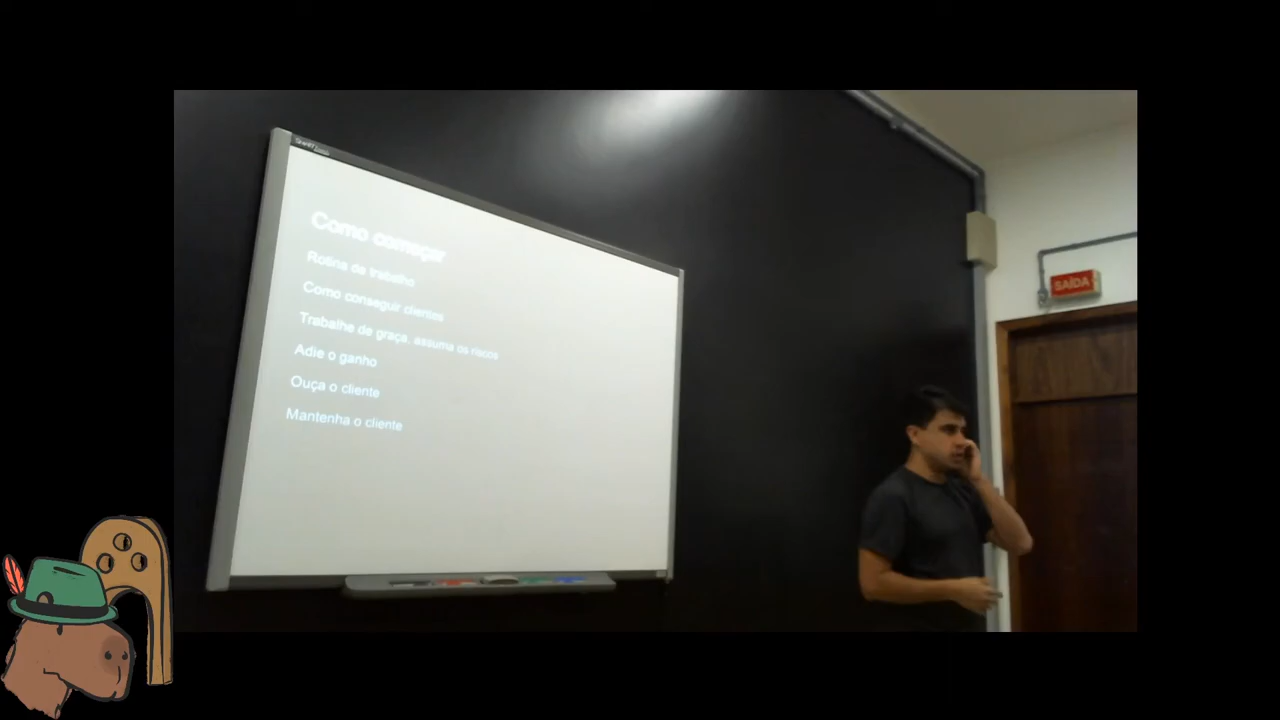 Como começar
Rotina de trabalho
Como conseguir clientes
Trabalhe de graça, assuma os riscos
Adie o ganho
Ouça o cliente
Mantenha o cliente
SAÍDA